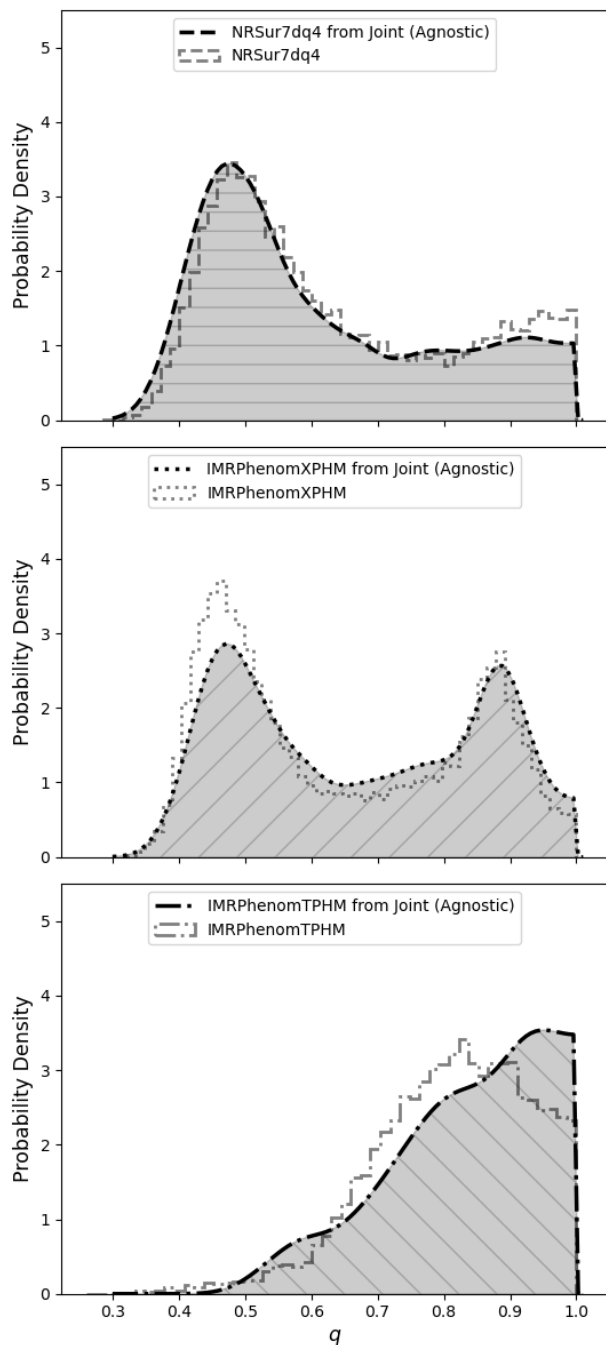 NRSur7dq4 from Joint (Agnostic)
NRSur7dq4
5
4
3
2
1
0
Probability Density
IMRPhenomXPHM from Joint (Agnostic)
IMRPhenomXPHM
5
4
3
2
1
0
Probability Density
IMRPhenomTPHM from Joint (Agnostic)
IMRPhenomTPHM
5
4
3
2
1
0
Probability Density
0.3 0.4 0.5 0.6 0.7 0.8 0.9 1.0
q